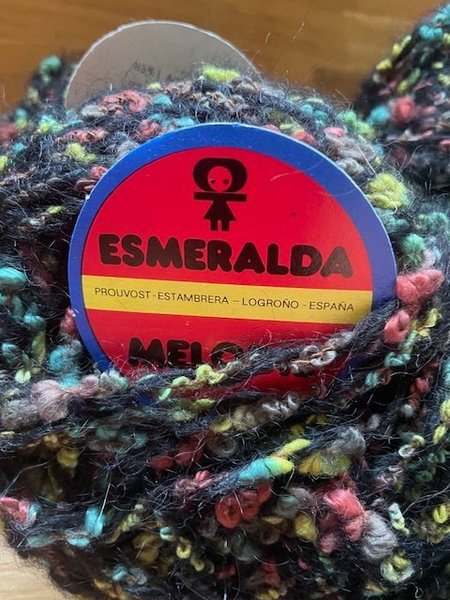 ESMERALDA
PROUVOST - ESTAMBRERA – LOGROÑO - ESPAÑA